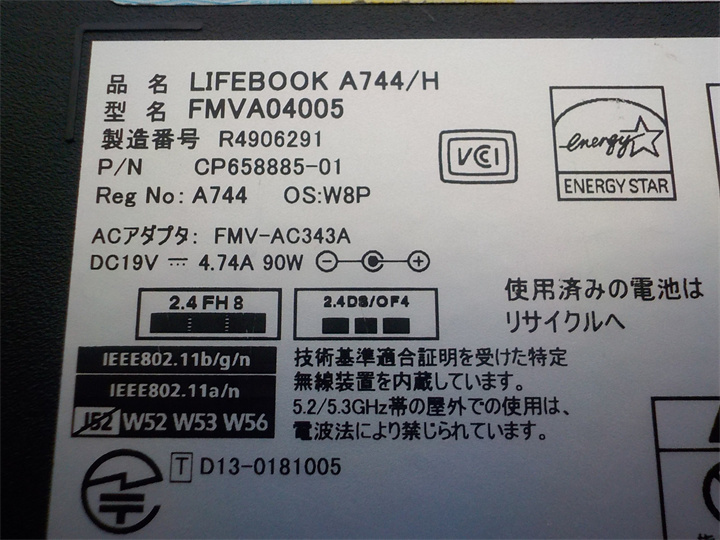 品 名 LIFEBOOK A744/H
型 名 FMVA04005
製造番号 R4906291
P/N CP658885-01
Reg No: A744 OS:W8P
VCCI
energy
ENERGY STAR
ACアダプタ: FMV-AC343A
DC19V 4.74A 90W
2.4FH8
2.4DS/OF4
使用済みの電池は
リサイクルへ
IEEE802.11b/g/n
IEEE802.11a/n
J52 W52 W53 W56
技術基準適合証明を受けた特定
無線装置を内蔵しています。
5.2/5.3GHz帯の屋外での使用は、
電波法により禁じられています。
T D13-0181005